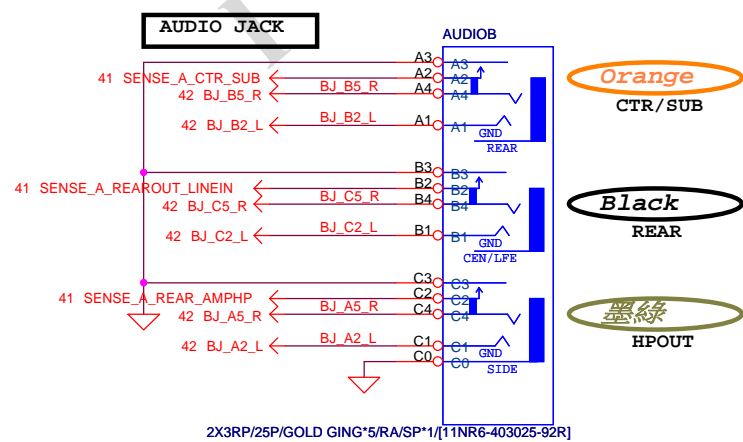 AUDIO JACK
AUDIOB
A3 A3
41 SENSE_A_CTR_SUB A2 A2
42 BJ_B5_R BJ_B5_R A4 A4
42 BJ_B2_L BJ_B2_L A1 A1
GND
REAR
Orange
CTR/SUB
B3 B3
41 SENSE_A_REAROUT_LINEIN B2 B2
42 BJ_C5_R BJ_C5_R B4 B4
42 BJ_C2_L BJ_C2_L B1 B1
GND
CEN/LFE
Black
REAR
C3 C3
41 SENSE_A_REAR_AMPHP C2 C2
42 BJ_A5_R BJ_A5_R C4 C4
42 BJ_A2_L BJ_A2_L C1 C1
GND
C0 C0
SIDE
墨綠
HPOUT
2X3RP/25P/GOLD GING*5/RA/SP*1/[11NR6-403025-92R]